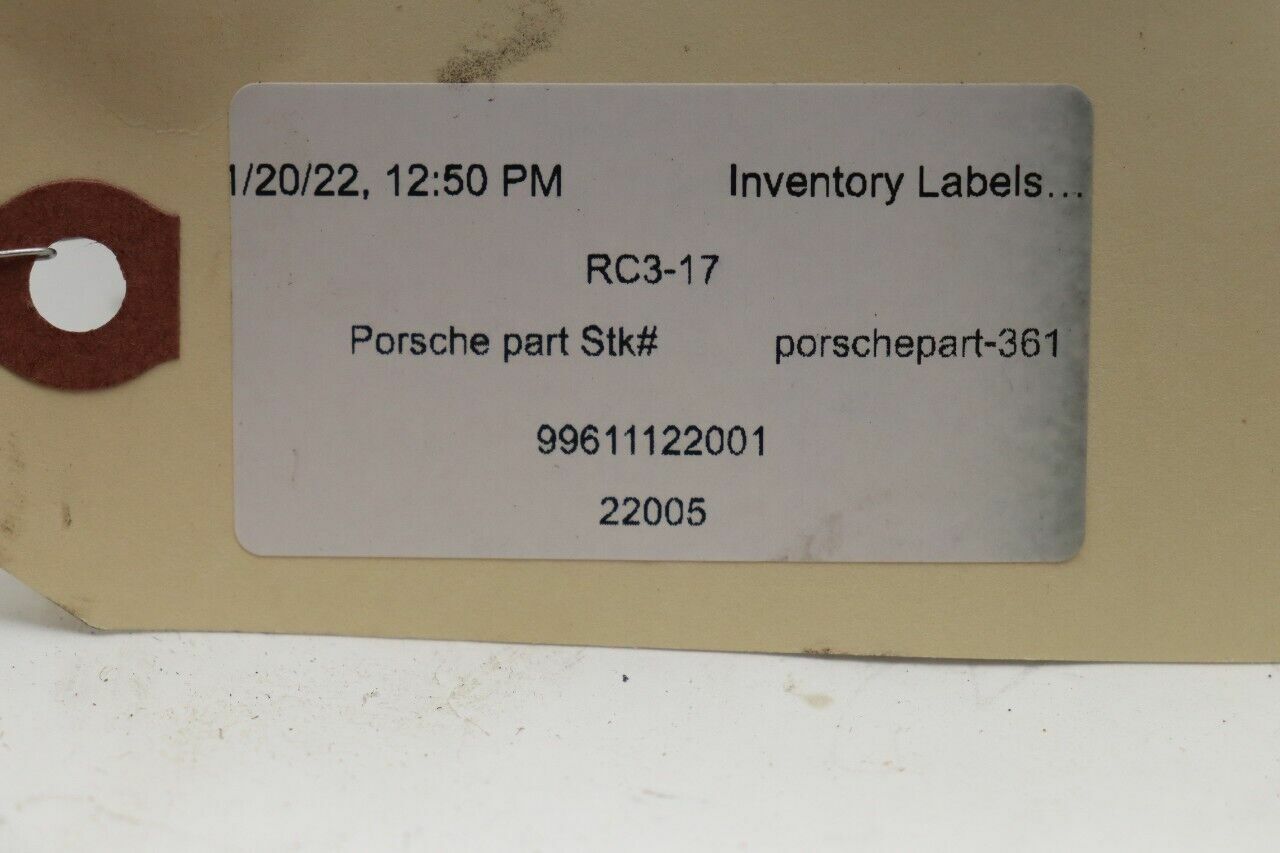 1/20/22, 12:50 PM Inventory Labels...
RC3-17
Porsche part Stk# porschepart-361
99611122001
22005